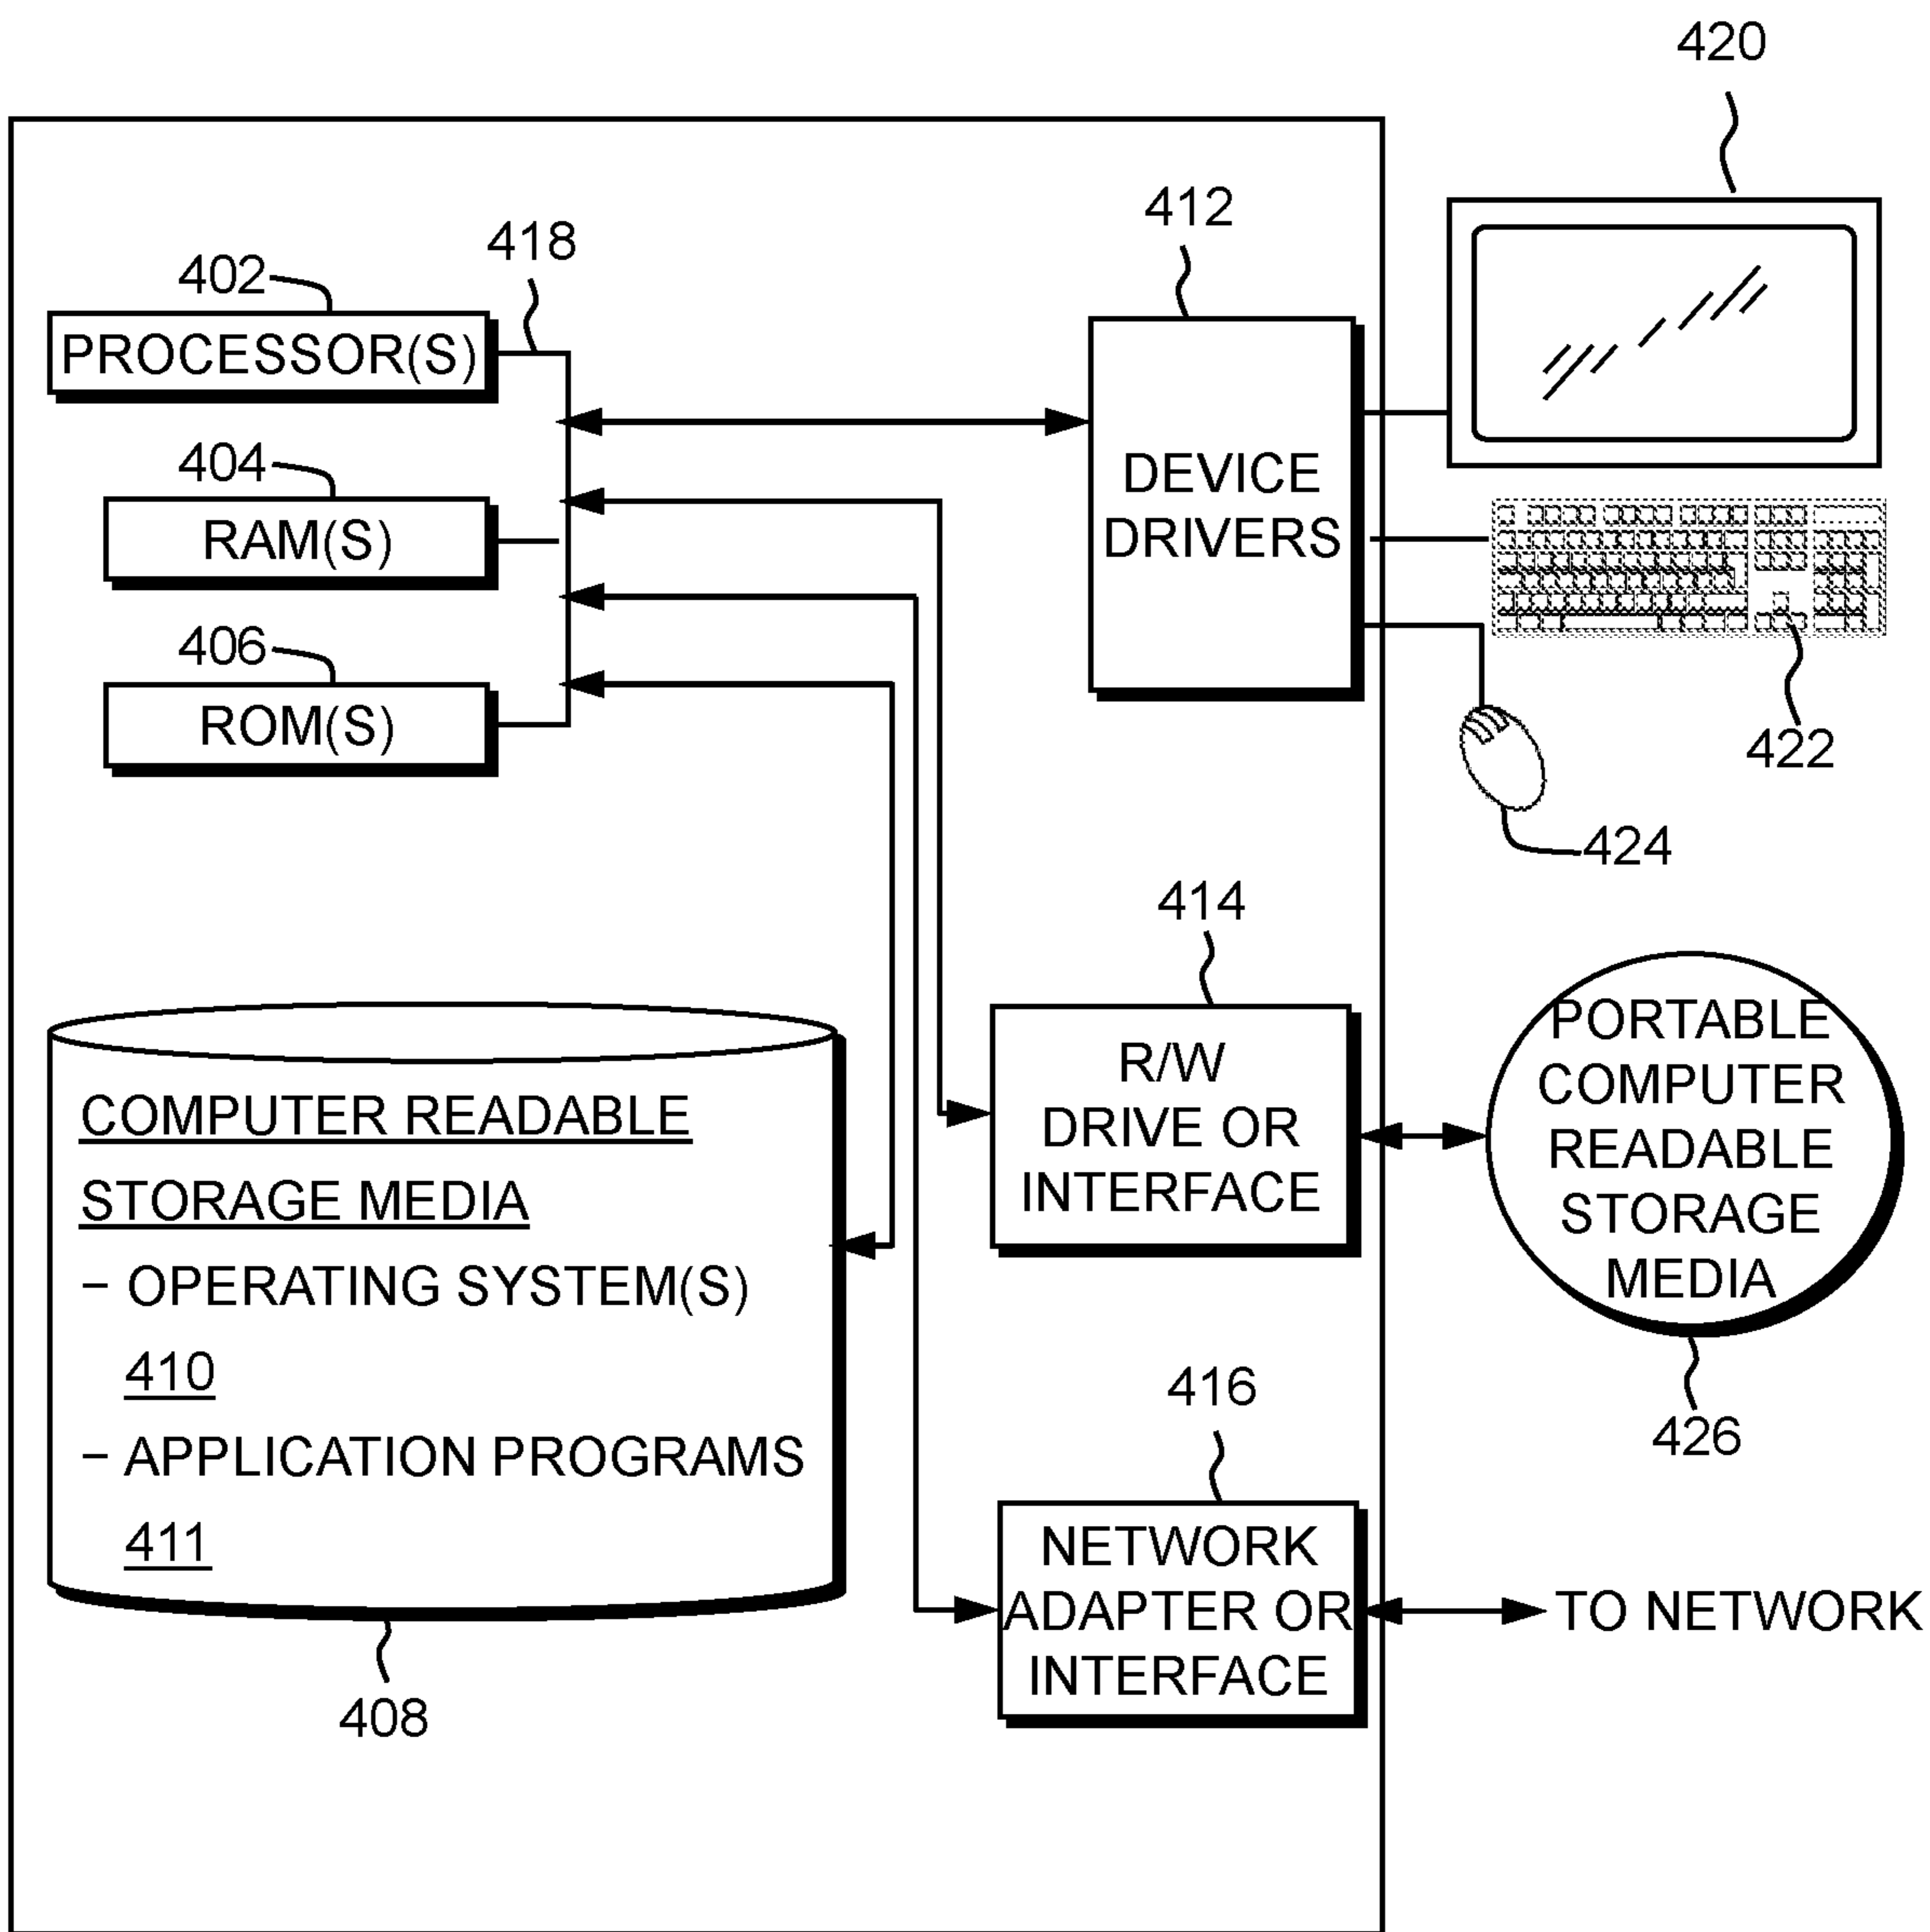 420
412
418
402
PROCESSOR(S)
404
RAM(S)
DEVICE
DRIVERS
406
ROM(S)
422
424
414
R/W
DRIVE OR
INTERFACE
PORTABLE
COMPUTER
READABLE
STORAGE
MEDIA
426
COMPUTER READABLE
STORAGE MEDIA
– OPERATING SYSTEM(S)
410
– APPLICATION PROGRAMS
411
408
416
NETWORK
ADAPTER OR
INTERFACE
TO NETWORK